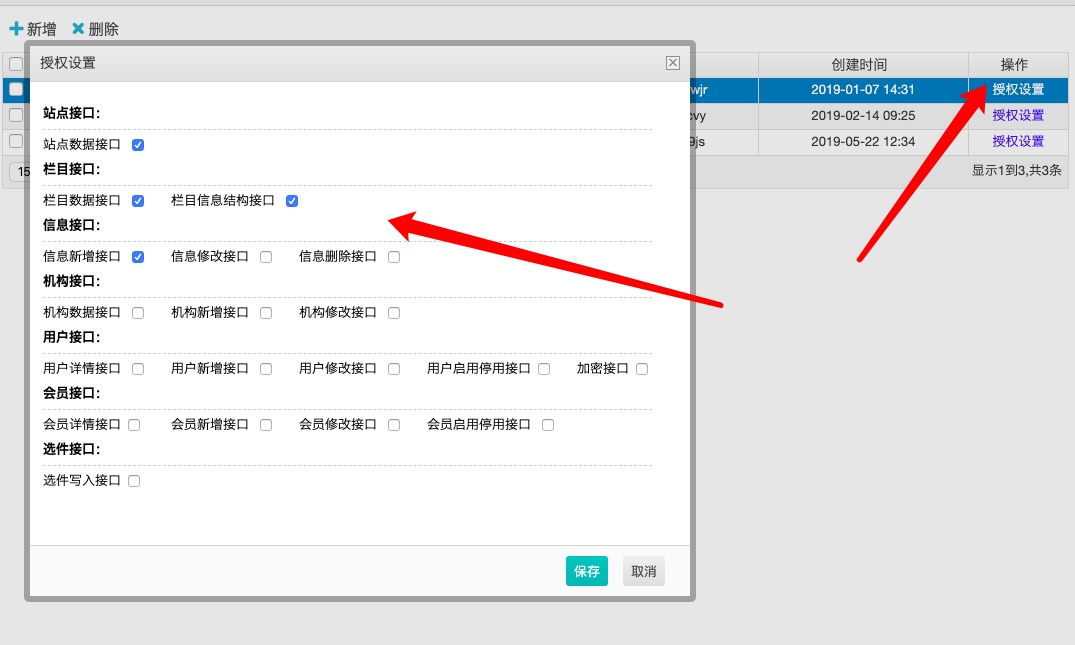 新增 删除
授权设置
创建时间 操作
wjr 2019-01-07 14:31 授权设置
cvy 2019-02-14 09:25 授权设置
9js 2019-05-22 12:34 授权设置
15
显示1到3,共3条
站点接口：
站点数据接口
栏目接口：
栏目数据接口 栏目信息结构接口
信息接口：
信息新增接口 信息修改接口 信息删除接口
机构接口：
机构数据接口 机构新增接口 机构修改接口
用户接口：
用户详情接口 用户新增接口 用户修改接口 用户启用停用接口 加密接口
会员接口：
会员详情接口 会员新增接口 会员修改接口 会员启用停用接口
选件接口：
选件写入接口
保存 取消